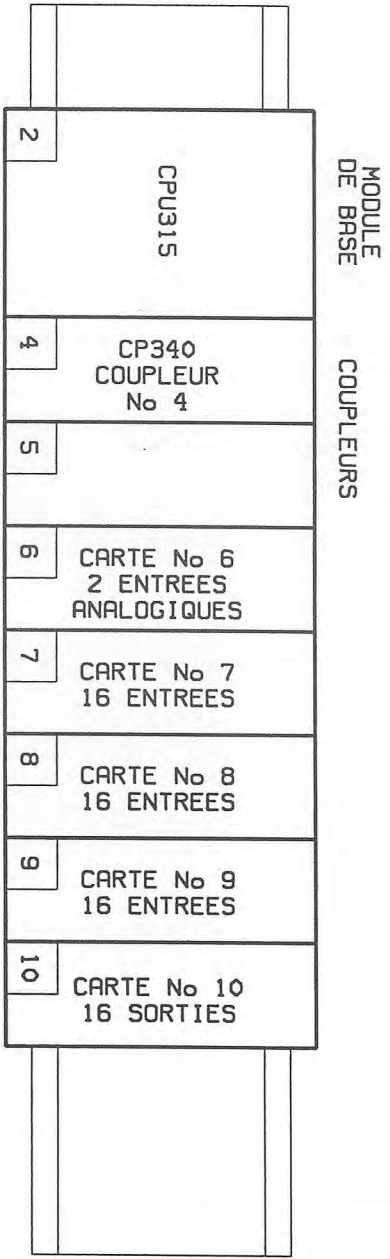 MODULE
DE BASE
COUPLEURS
2
CPU315
4
CP340
COUPLEUR
No 4
5
6
CARTE No 6
2 ENTREES
ANALOGIQUES
7
CARTE No 7
16 ENTREES
8
CARTE No 8
16 ENTREES
9
CARTE No 9
16 ENTREES
10
CARTE No 10
16 SORTIES